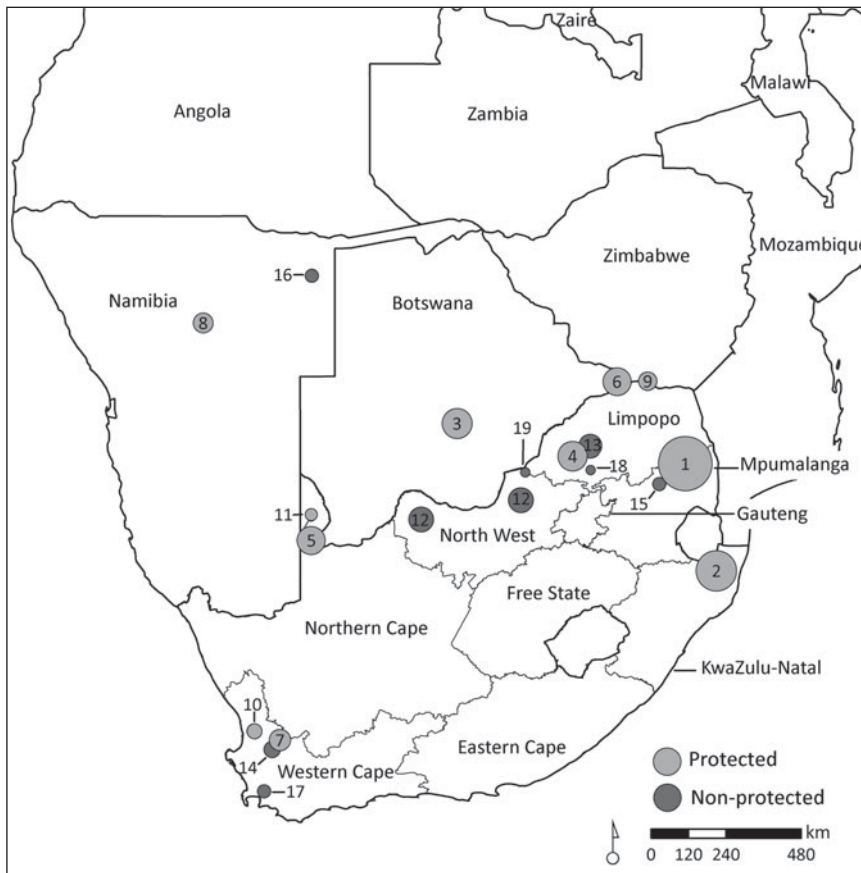 Zaire
Malawi
Angola
Zambia
Mozambique
Zimbabwe
16
Namibia
Botswana
8
6
9
Limpopo
3
19
13
4
18
1
Mpumalanga
15
12
11
12
North West
Gauteng
5
2
Free State
Northern Cape
KwaZulu-Natal
10
7
Eastern Cape
14
Western Cape
Protected
17
Non-protected
km
0 120 240 480